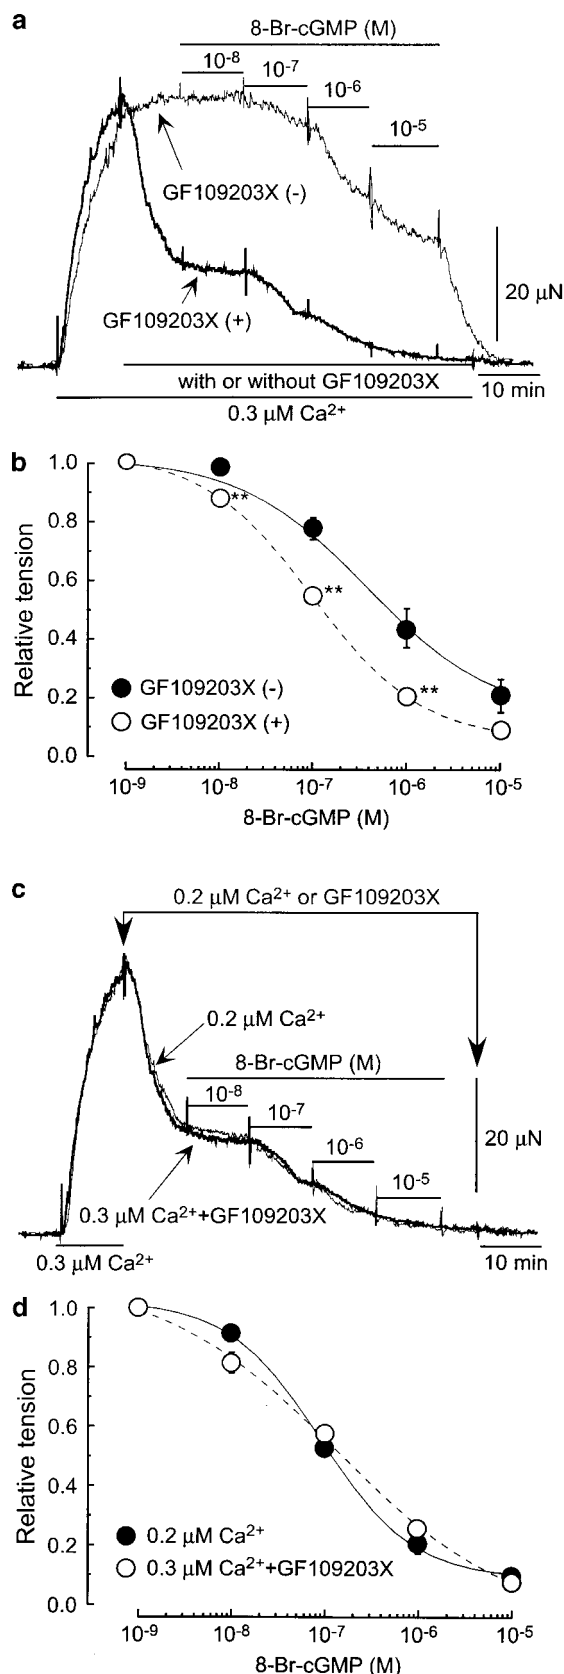 a
8-Br-cGMP (M)
10-8
10-7
10-6
10-5
GF109203X (-)
GF109203X (+)
20 μN
with or without GF109203X
10 min
0.3 μM Ca2+
b
1.0
0.8
0.6
0.4
0.2
0.0
Relative tension
**
**
**
GF109203X (-)
GF109203X (+)
10-9
10-8
10-7
10-6
10-5
8-Br-cGMP (M)
c
0.2 μM Ca2+ or GF109203X
0.2 μM Ca2+
8-Br-cGMP (M)
10-8
10-7
10-6
10-5
20 μN
0.3 μM Ca2++GF109203X
0.3 μM Ca2+
10 min
d
1.0
0.8
0.6
0.4
0.2
0.0
Relative tension
0.2 μM Ca2+
0.3 μM Ca2++GF109203X
10-9
10-8
10-7
10-6
10-5
8-Br-cGMP (M)